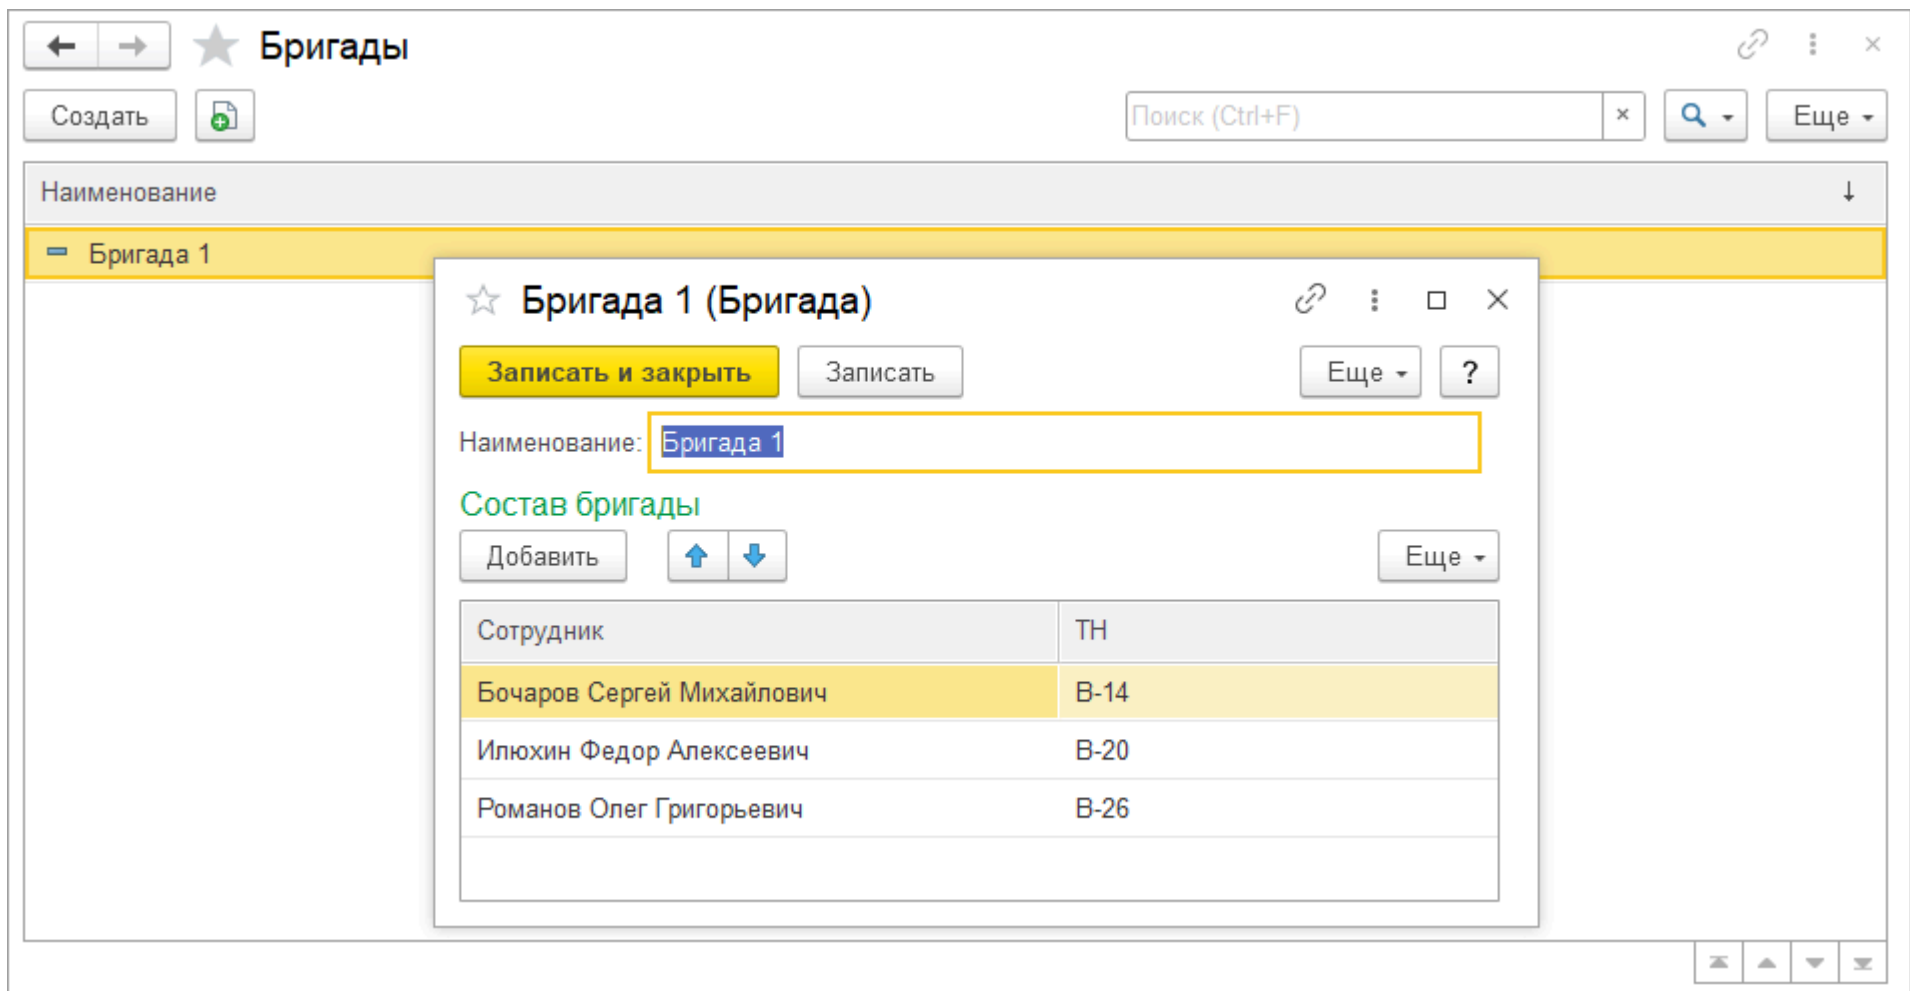 Бригады
Создать
Поиск (Ctrl+F)
Еще
Наименование
Бригада 1
Бригада 1 (Бригада)
Записать и закрыть
Записать
Еще
?
Наименование:
Бригада 1
Состав бригады
Добавить
Еще
Сотрудник ТН
Бочаров Сергей Михайлович В-14
Илюхин Федор Алексеевич В-20
Романов Олег Григорьевич В-26